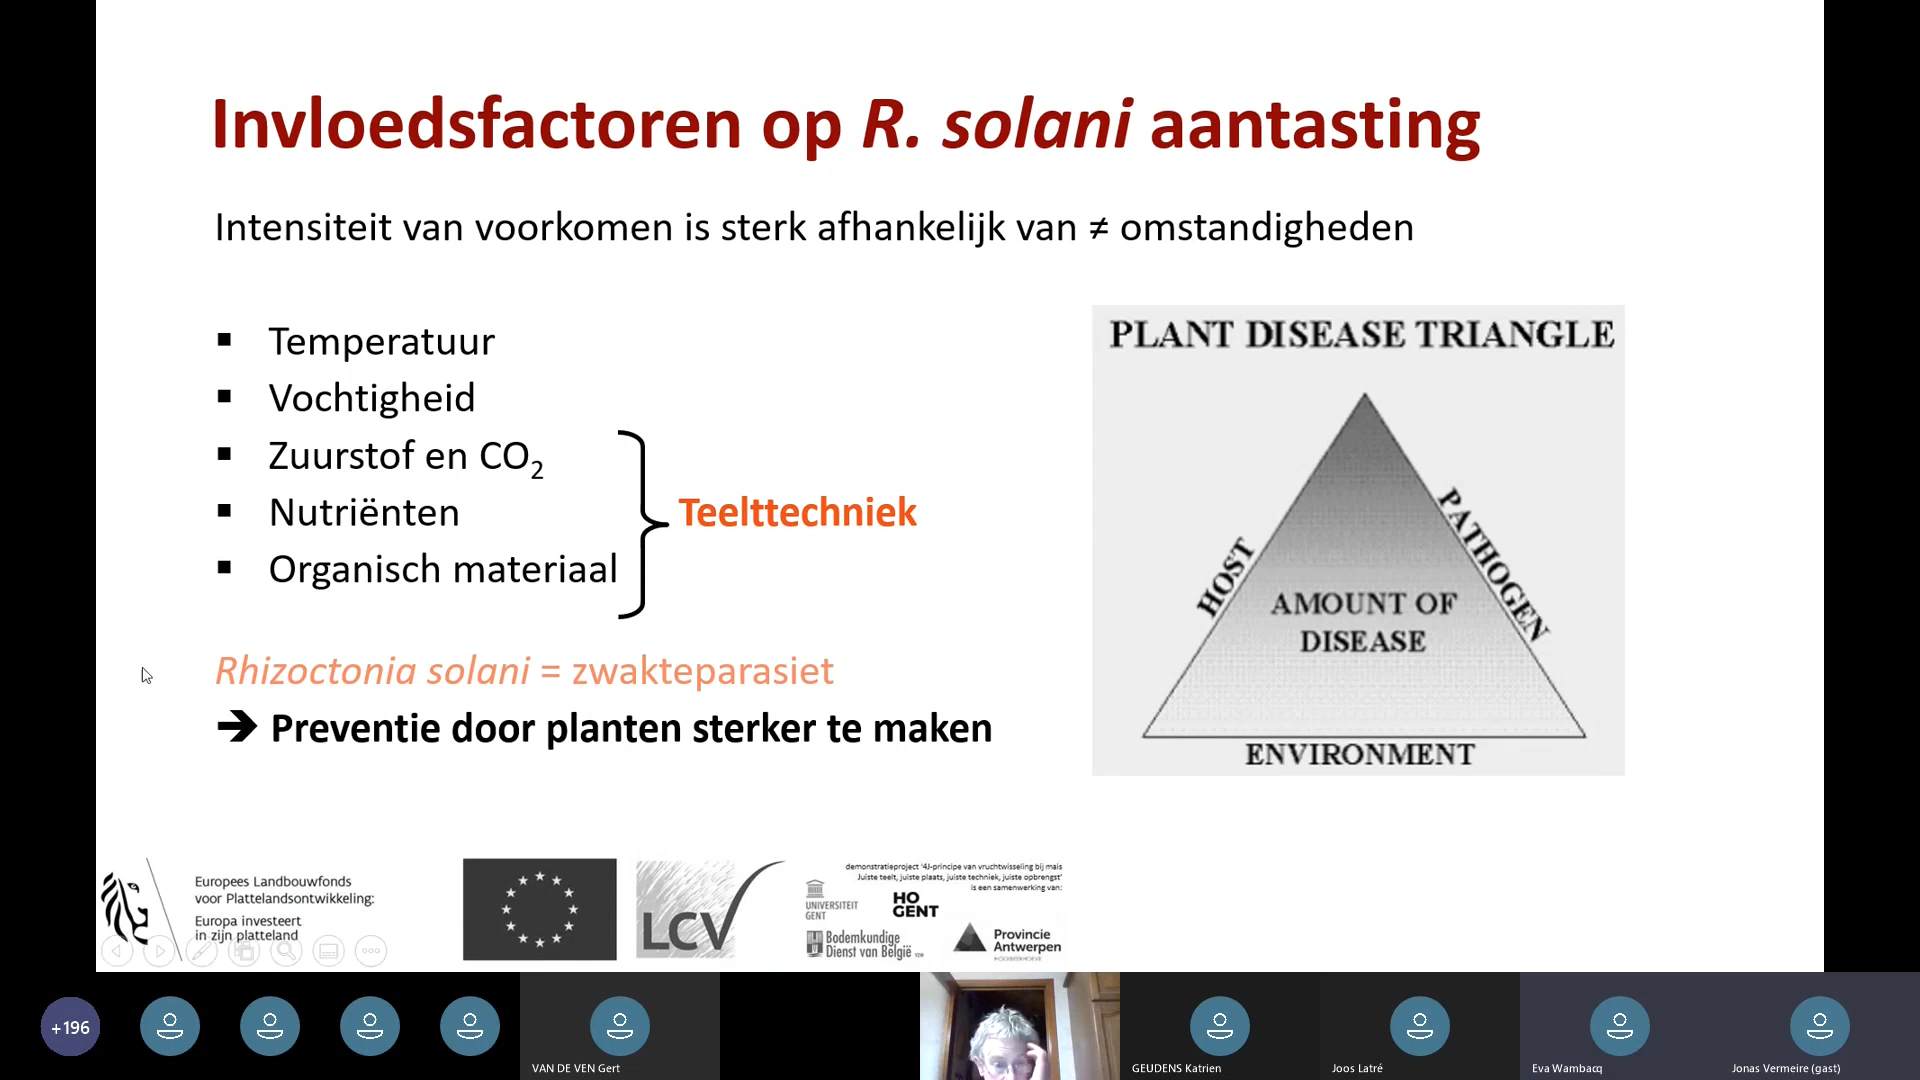 Invloedsfactoren op R. solani aantasting
Intensiteit van voorkomen is sterk afhankelijk van ≠ omstandigheden
▪ Temperatuur
▪ Vochtigheid
▪ Zuurstof en CO₂
▪ Nutriënten
▪ Organisch materiaal
Teelttechniek
Rhizoctonia solani = zwakteparasiet
➔ Preventie door planten sterker te maken
PLANT DISEASE TRIANGLE
HOST
PATHOGEN
AMOUNT OF
DISEASE
ENVIRONMENT
Europees Landbouwfonds
voor Plattelandsontwikkeling:
Europa investeert
in zijn platteland
LCV
demonstratieproject '4J-principe van vruchtwisseling bij mais
Juiste teelt, juiste plaats, juiste techniek, juiste opbrengst'
is een samenwerking van:
UNIVERSITEIT
GENT
HO
GENT
Bodemkundige
Dienst van België vzw
Provincie
Antwerpen
+196
VAN DE VEN Gert
GEUDENS Katrien
Joos Latré
Eva Wambacq
Jonas Vermeire (gast)